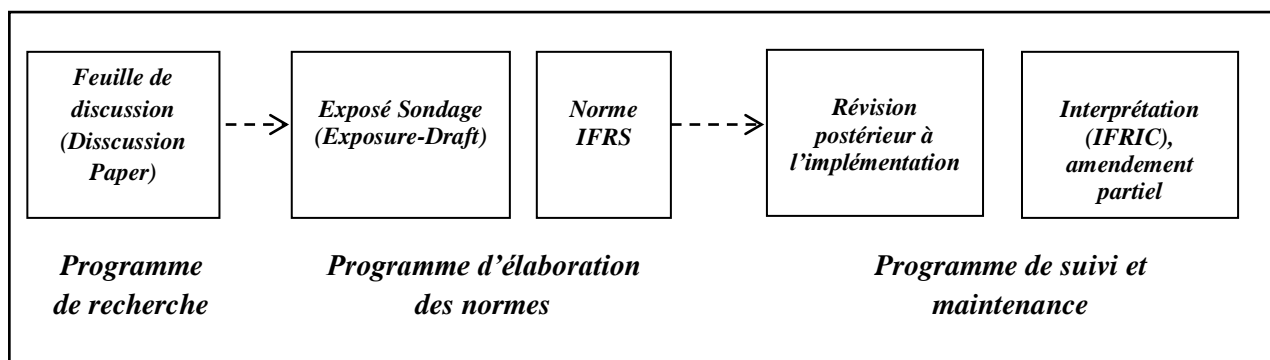 Feuille de
discussion
(Disscussion
Paper)
Exposé Sondage
(Exposure-Draft)
Norme
IFRS
Révision
postérieur à
l’implémentation
Interprétation
(IFRIC),
amendement
partiel
Programme
de recherche
Programme d’élaboration
des normes
Programme de suivi et
maintenance